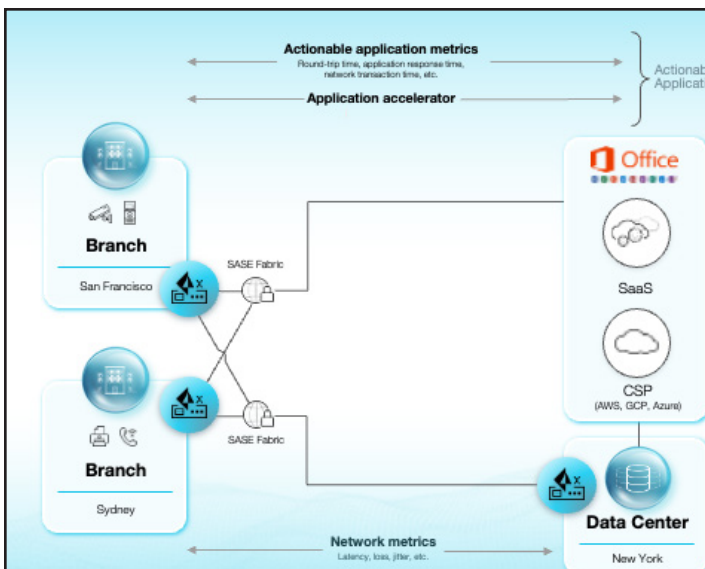 Actionable application metrics
Round-trip time, application response time,
network transaction time, etc.
Actionab
Applicati
Application accelerator
Office
Branch
San Francisco
SASE Fabric
SaaS
CSP
(AWS, GCP, Azure)
Branch
Sydney
SASE Fabric
Data Center
New York
Network metrics
Latency, loss, jitter, etc.